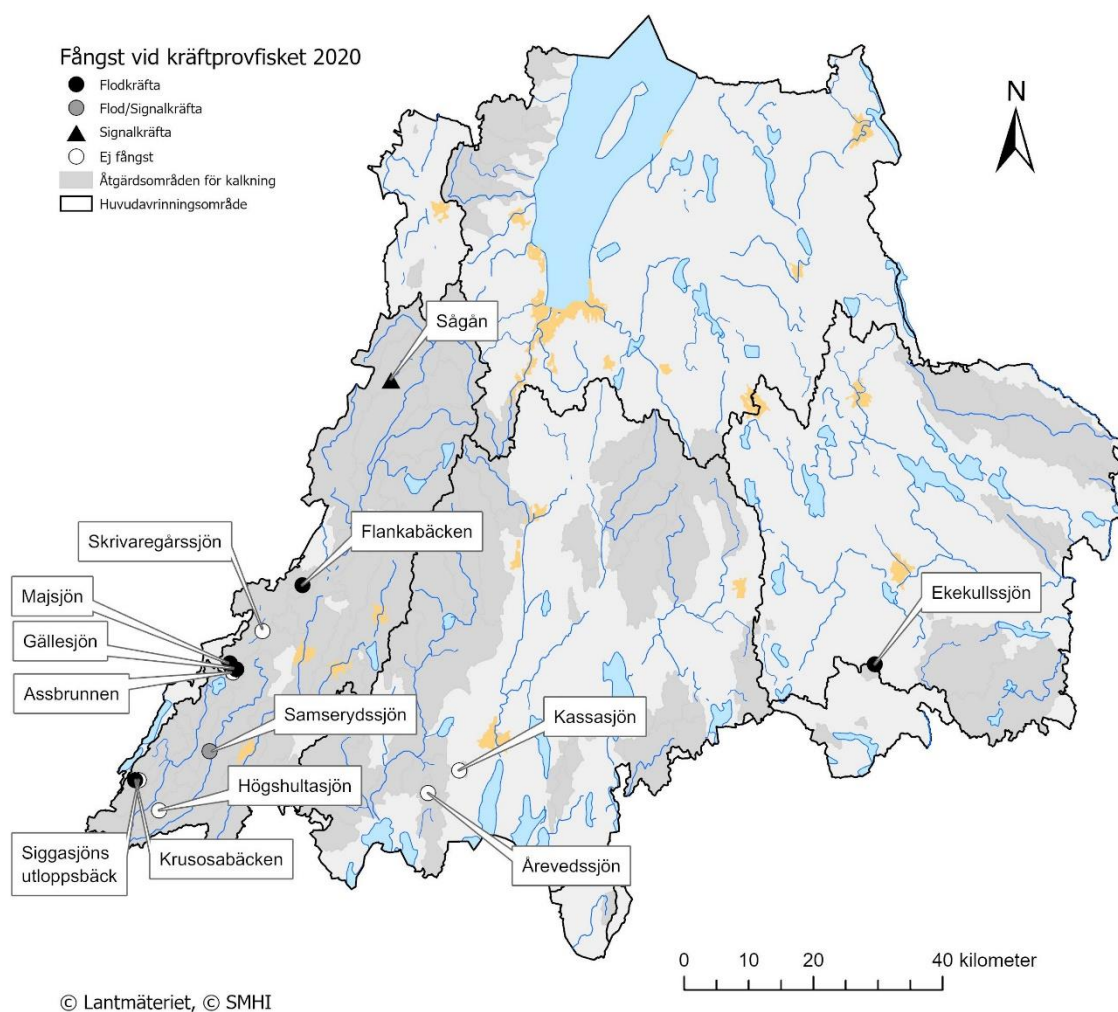 Fångst vid kräftprovfisket 2020
Flodkräfta
Flod/Signalkräfta
Signalkräfta
Ej fångst
Åtgärdsområden för kalkning
Huvudavrinningsområde
N
Sågån
Skrivaregårssjön
Flankabäcken
Majsjön
Gällesjön
Assbrunnen
Ekekullssjön
Samserydssjön
Kassasjön
Högshultasjön
Siggasjöns
utloppsbäck
Krusosabäcken
Årevedssjön
0 10 20 40 kilometer
© Lantmäteriet, © SMHI